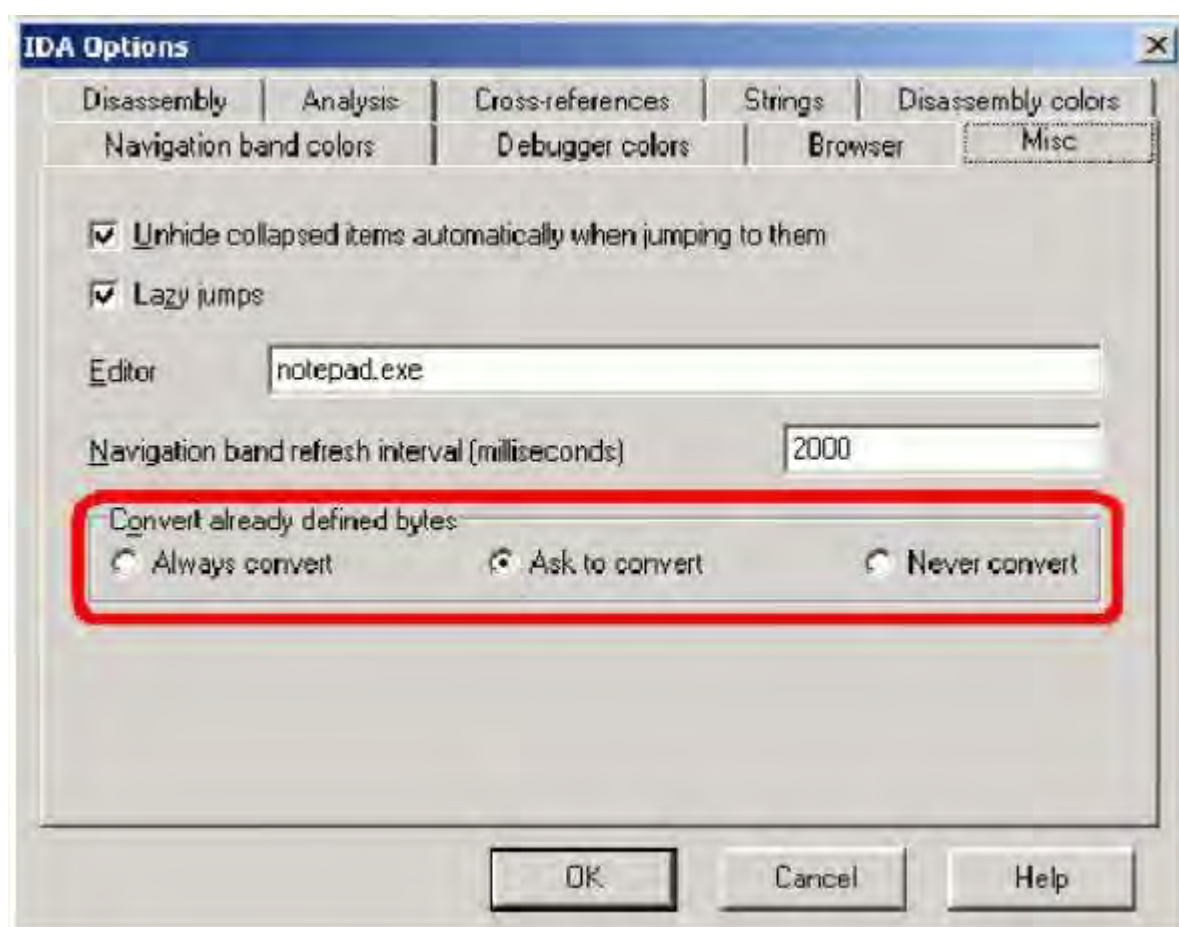 IDA Options
Disassembly Analysis Cross-references Strings Disassembly colors
Navigation band colors Debugger colors Browser Misc
Unhide collapsed items automatically when jumping to them
Lazy jumps
Editor notepad.exe
Navigation band refresh interval (milliseconds) 2000
Convert already defined bytes
Always convert Ask to convert Never convert
OK Cancel Help